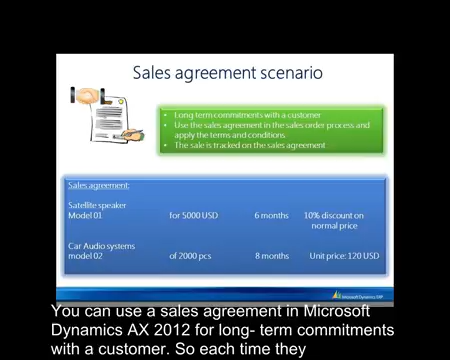 Sales agreement scenario
Long term commitments with a customer
Use the sales agreement in the sales order process and
apply the terms and conditions
The sale is tracked on the sales agreement
Sales agreement:
Satellite speaker
Model 01 for 5000 USD 6 months 10% discount on
normal price
Car Audio systems
model 02 of 2000 pcs 8 months Unit price: 120 USD
Microsoft Dynamics ERP
You can use a sales agreement in Microsoft
Dynamics AX 2012 for long- term commitments
with a customer. So each time they